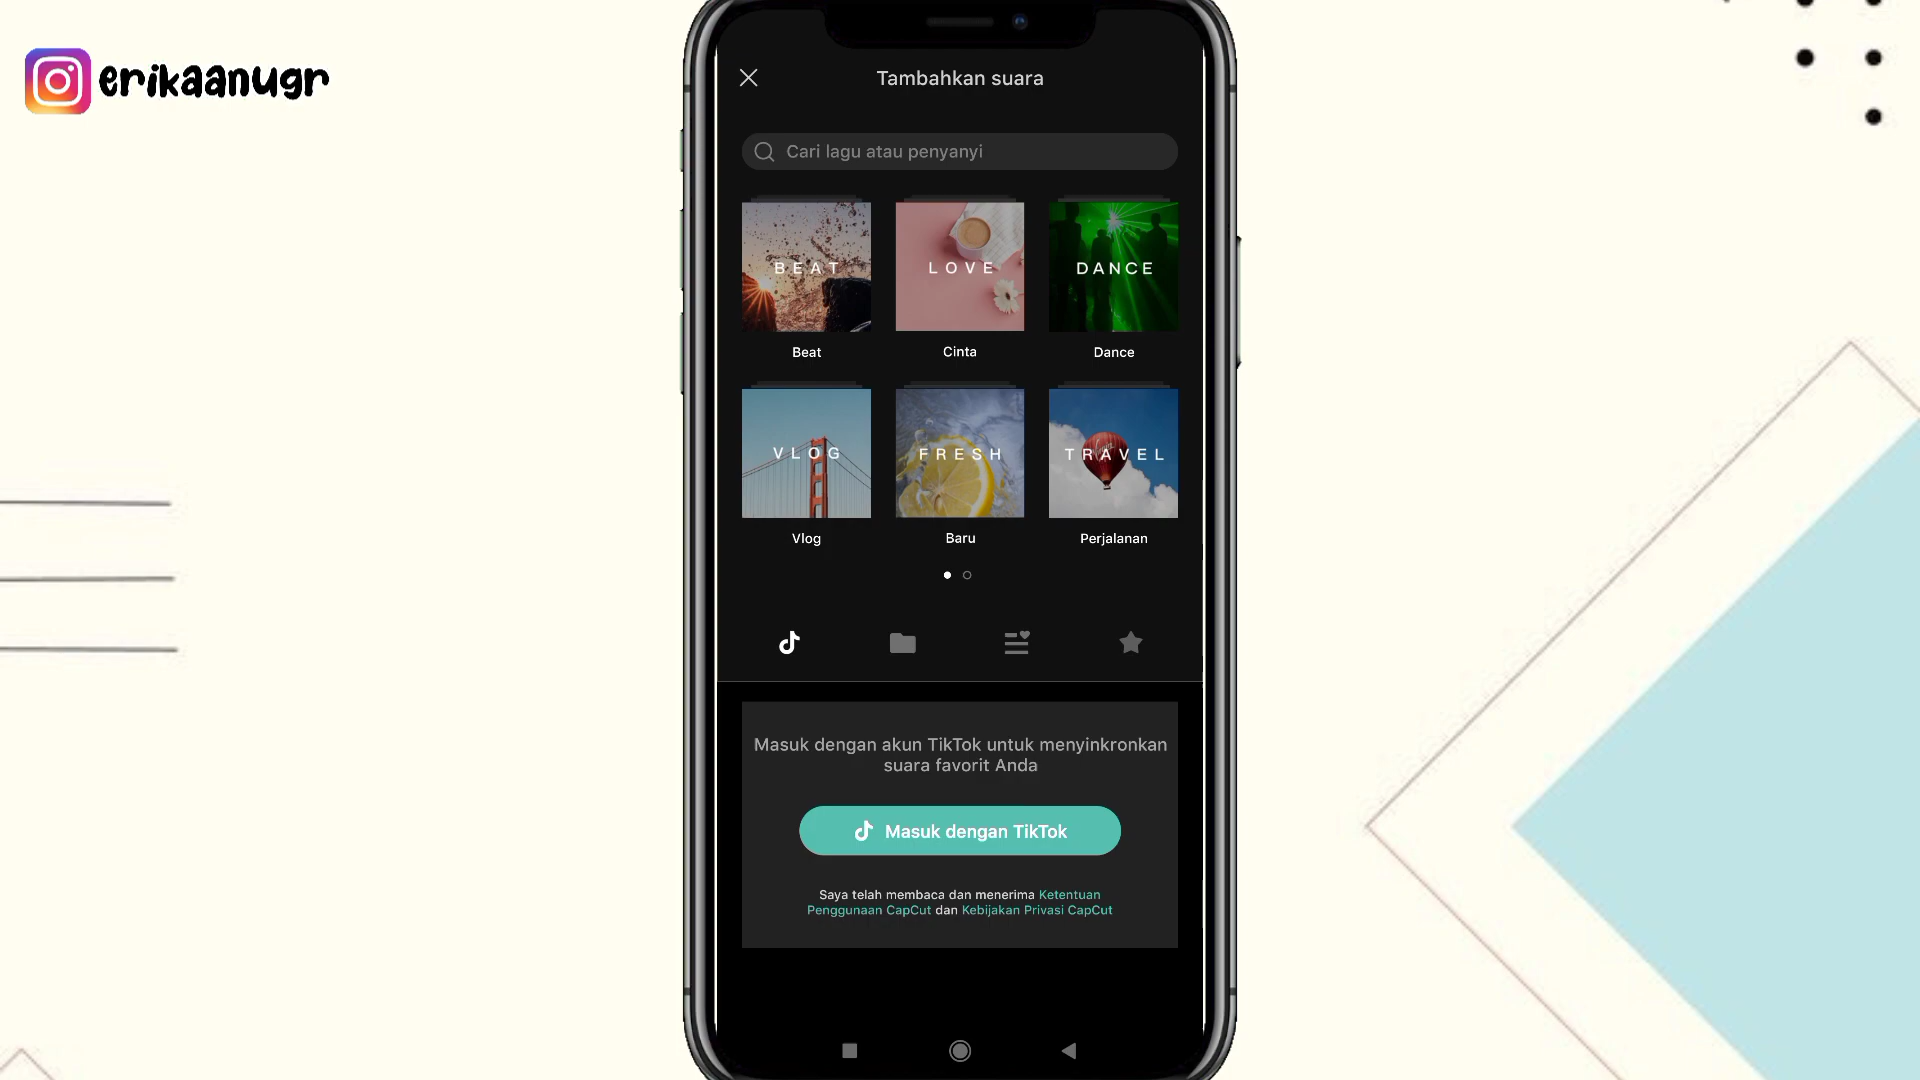 erikaanugr
Tambahkan suara
Cari lagu atau penyanyi
BEAT
LOVE
DANCE
Beat
Cinta
Dance
VLOG
FRESH
TRAVEL
Vlog
Baru
Perjalanan
Masuk dengan akun TikTok untuk menyinkronkan
suara favorit Anda
Masuk dengan TikTok
Saya telah membaca dan menerima Ketentuan
Penggunaan CapCut dan Kebijakan Privasi CapCut